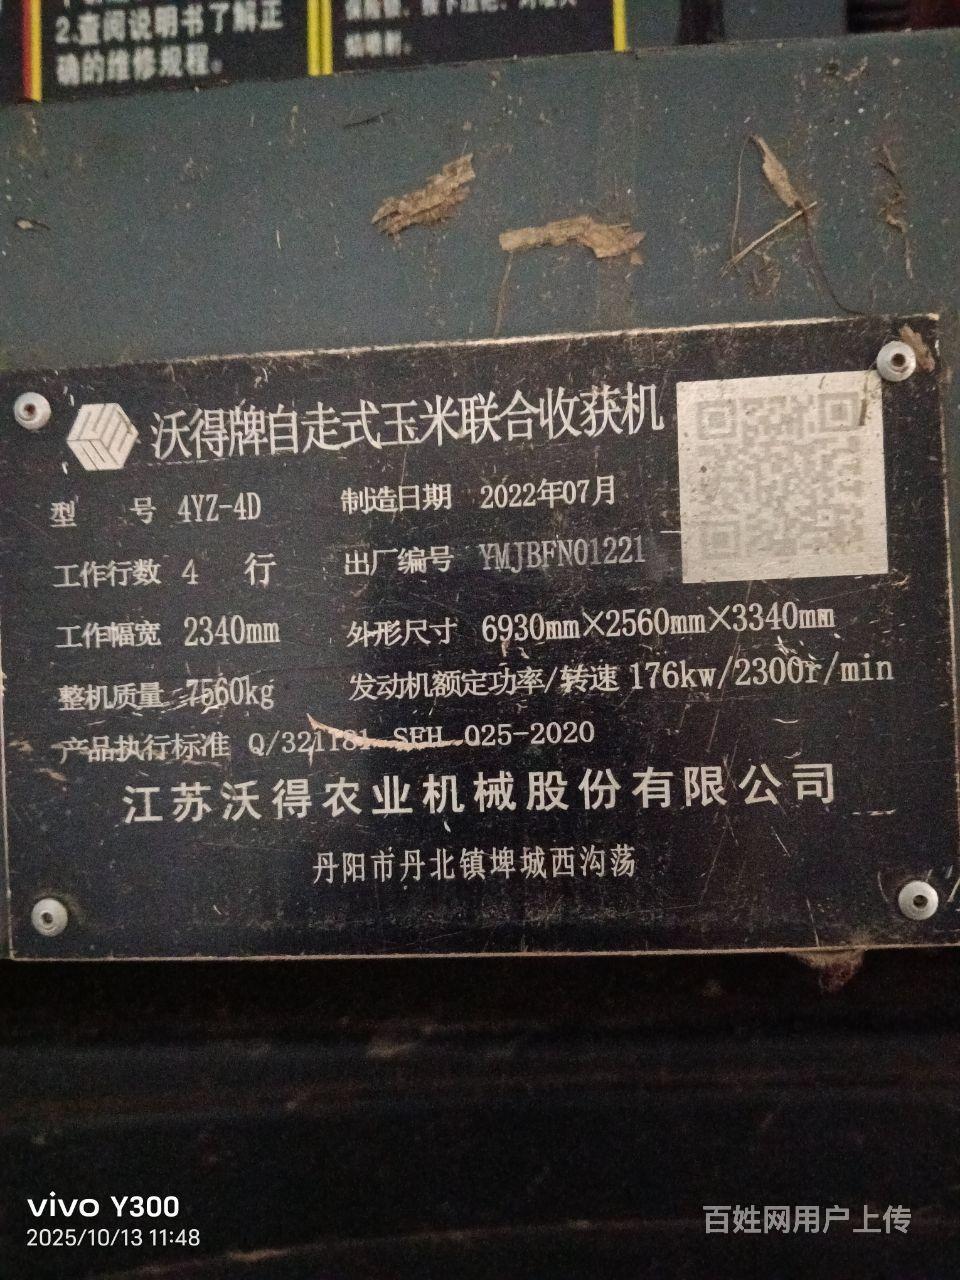 2.查阅说明书了解正
确的维修规程。
沃得牌自走式玉米联合收获机
型 号 4YZ-4D 制造日期 2022年07月
工作行数 4 行 出厂编号 YMJBFN01221
工作幅宽 2340mm 外形尺寸 6930mm×2560mm×3340mm
整机质量 7560kg 发动机额定功率/转速 176kw/2300r/min
产品执行标准 Q/321181 025-2020
江苏沃得农业机械股份有限公司
丹阳市丹北镇埤城西沟荡
vivo Y300
2025/10/13 11:48
百姓网用户上传